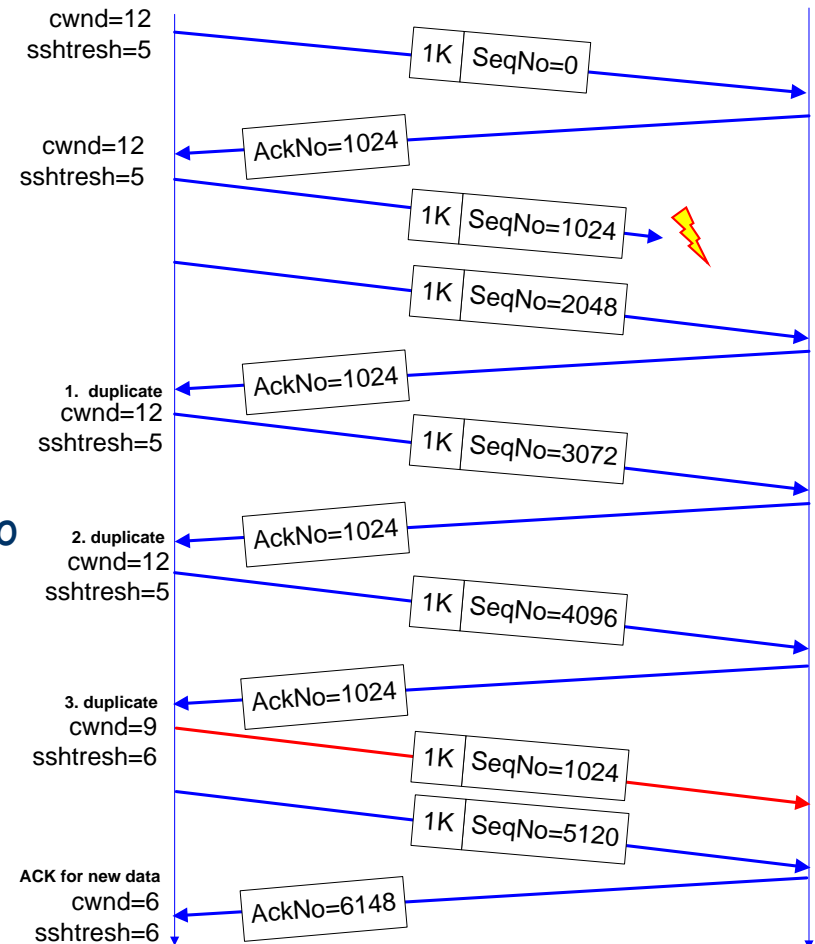 cwnd=12
sshtresh=5
1K SeqNo=0
AckNo=1024
cwnd=12
sshtresh=5
1K SeqNo=1024
1K SeqNo=2048
AckNo=1024
1. duplicate
cwnd=12
sshtresh=5
1K SeqNo=3072
AckNo=1024
o
2. duplicate
cwnd=12
sshtresh=5
1K SeqNo=4096
AckNo=1024
3. duplicate
cwnd=9
sshtresh=6
1K SeqNo=1024
1K SeqNo=5120
ACK for new data
cwnd=6
sshtresh=6
AckNo=6148